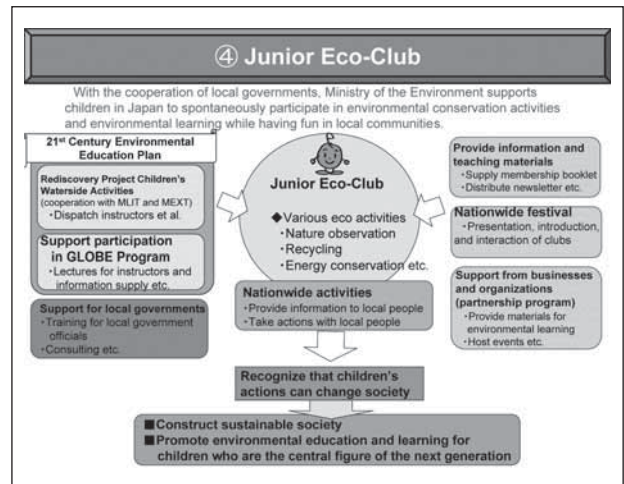 ④ Junior Eco-Club
With the cooperation of local governments, Ministry of the Environment supports
children in Japan to spontaneously participate in environmental conservation activities
and environmental learning while having fun in local communities.
21st Century Environmental
Education Plan
Rediscovery Project Children's
Waterside Activities
(cooperation with MLIT and MEXT)
・Dispatch instructors et al.
Support participation
in GLOBE Program
・Lectures for instructors and
information supply etc.
Support for local governments
・Training for local government
officials
・Consulting etc.
Junior Eco-Club
◆Various eco activities
・Nature observation
・Recycling
・Energy conservation etc.
Nationwide activities
・Provide information to local people
・Take actions with local people
Provide information and
teaching materials
・Supply membership booklet
・Distribute newsletter etc.
Nationwide festival
・Presentation, introduction,
and interaction of clubs
Support from businesses
and organizations
(partnership program)
・Provide materials for
environmental learning
・Host events etc.
Recognize that children's
actions can change society
■Construct sustainable society
■Promote environmental education and learning for
children who are the central figure of the next generation